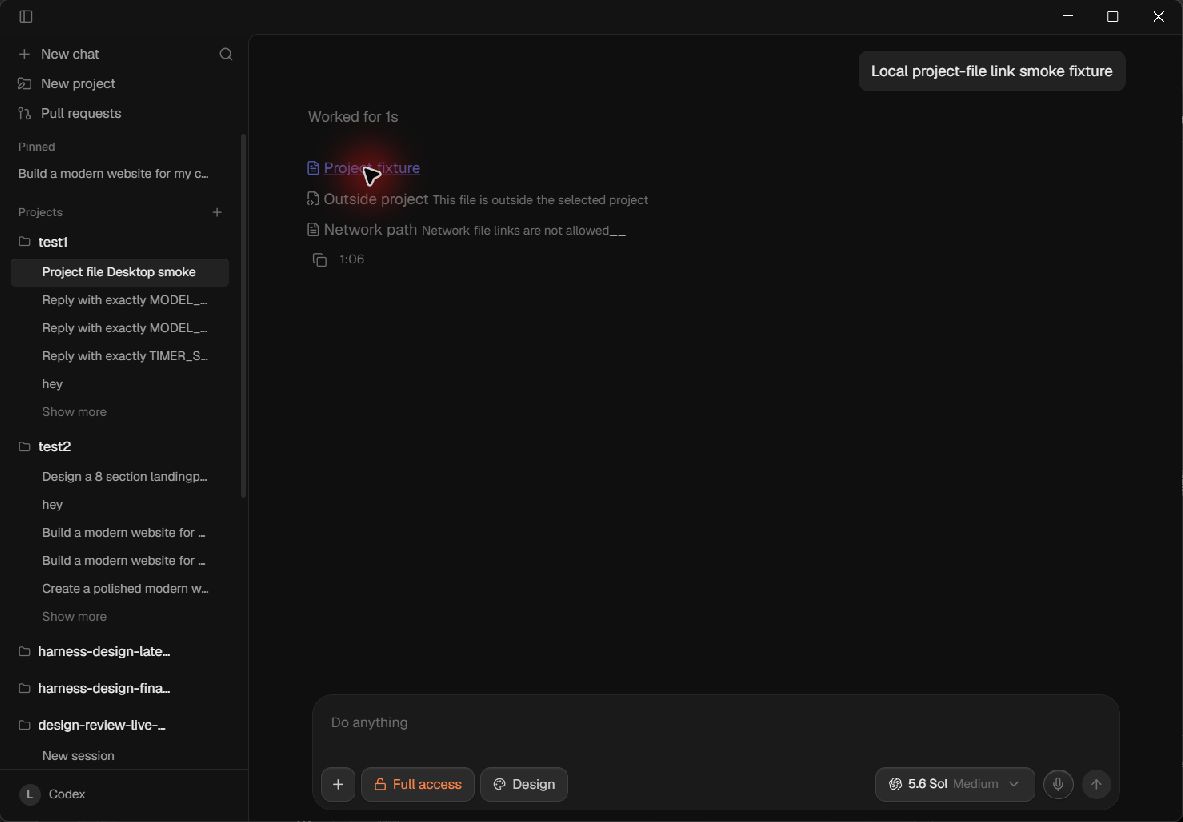 New chat
New project
Pull requests
Pinned
Build a modern website for my c...
Projects
test1
Project file Desktop smoke
Reply with exactly MODEL_...
Reply with exactly MODEL_...
Reply with exactly TIMER_S...
hey
Show more
test2
Design a 8 section landingp...
hey
Build a modern website for ...
Build a modern website for ...
Create a polished modern w...
Show more
harness-design-late...
harness-design-fina...
design-review-live-...
New session
L Codex
Local project-file link smoke fixture
Worked for 1s
Project fixture
Outside project This file is outside the selected project
Network path Network file links are not allowed__
1:06
Do anything
Full access Design 5.6 Sol Medium